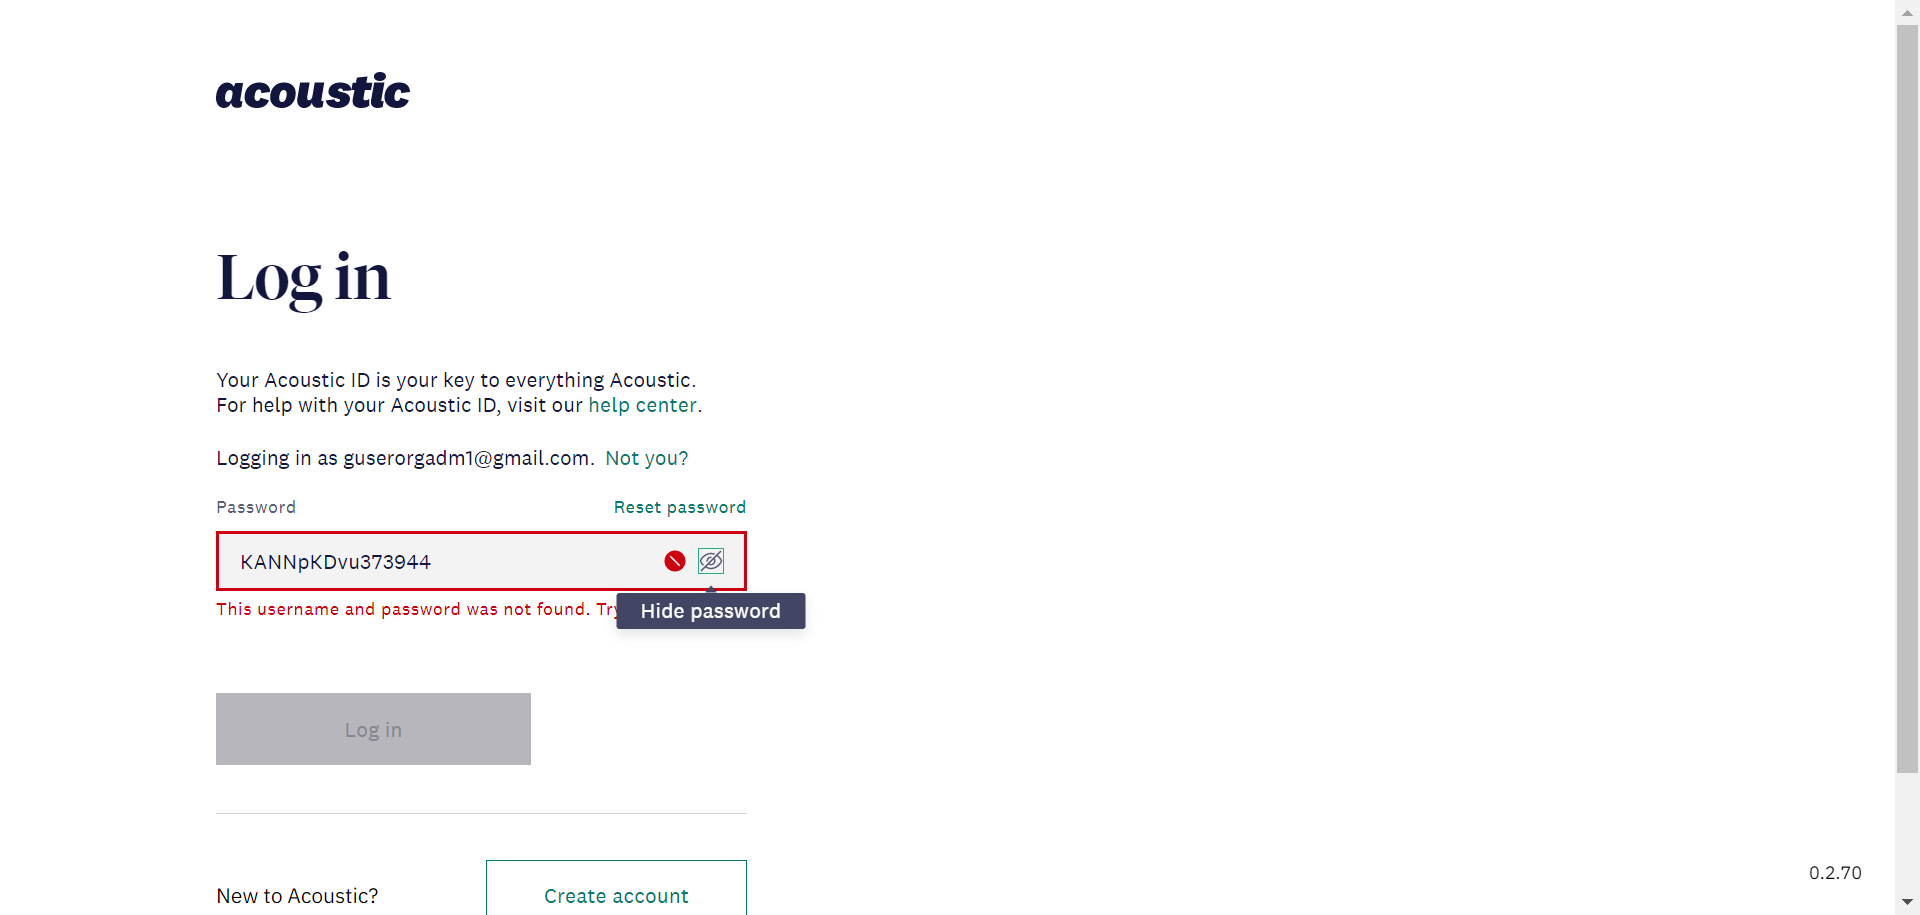 acoustic
Log in
Your Acoustic ID is your key to everything Acoustic.
For help with your Acoustic ID, visit our help center.
Logging in as guserorgadm1@gmail.com. Not you?
Password Reset password
KANNpKDvu373944
This username and password was not found.
Hide password
Log in
New to Acoustic? Create account
0.2.70